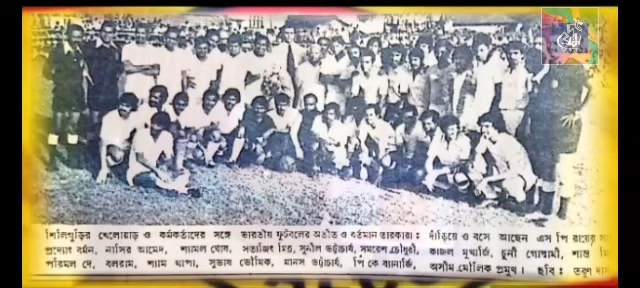 শিলিগুড়ির খেলোয়াড় ও কর্মকর্তাদের সঙ্গে ভারতীয় ফুটবলের অতীত ও বর্তমান তারকারা: দাঁড়িয়ে ও বসে আছেন এস পি রায়ের
প্রদ্যোৎ বর্মন, নাসির আমেদ, শ্যামল ঘোষ, সত্যজিৎ মিত্র, সুনীল ভট্টাচার্য, সমরেশ চৌধুরী, কাজল মুখার্জি, চুনী গোস্বামী, শান্ত মি
পরিমল দে, বলরাম, শ্যাম থাপা, সুভাষ ভৌমিক, মানস ভট্টাচার্য, পি কে ব্যানার্জি, অসীম মৌলিক প্রমুখ। ছবি: তরুণ দাস